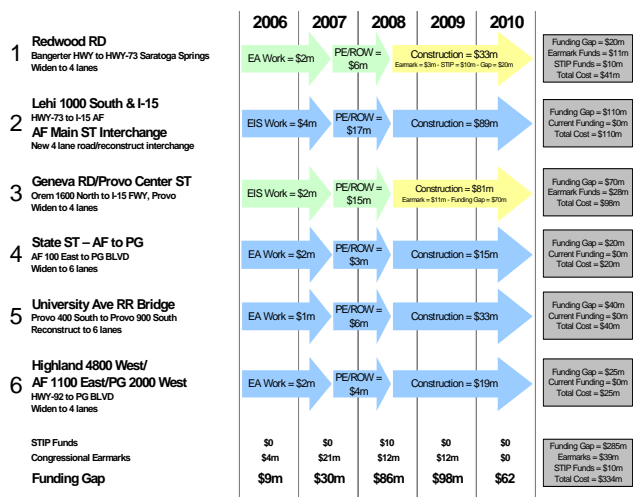 2006 2007 2008 2009 2010
1 Redwood RD
Bangerter HWY to HWY-73 Saratoga Springs
Widen to 4 lanes
EA Work = $2m
PE/ROW =
$6m
Construction = $33m
Earmark = $3m - STIP = $10m - Gap = $20m
Funding Gap = $20m
Earmark Funds = $11m
STIP Funds = $10m
Total Cost = $41m
2 Lehi 1000 South & I-15
HWY-73 to I-15 AF
AF Main ST Interchange
New 4 lane road/reconstruct interchange
EIS Work = $4m
PE/ROW =
$17m
Construction = $89m
Funding Gap = $110m
Current Funding = $0m
Total Cost = $110m
3 Geneva RD/Provo Center ST
Orem 1600 North to I-15 FWY, Provo
Widen to 4 lanes
EIS Work = $2m
PE/ROW =
$15m
Construction = $81m
Earmark = $11m - Funding Gap = $70m
Funding Gap = $70m
Earmark Funds = $28m
Total Cost = $98m
4 State ST – AF to PG
AF 100 East to PG BLVD
Widen to 6 lanes
EA Work = $2m
PE/ROW =
$3m
Construction = $15m
Funding Gap = $20m
Current Funding = $0m
Total Cost = $20m
5 University Ave RR Bridge
Provo 400 South to Provo 900 South
Reconstruct to 6 lanes
EA Work = $1m
PE/ROW =
$6m
Construction = $33m
Funding Gap = $40m
Current Funding = $0m
Total Cost = $40m
6 Highland 4800 West/
AF 1100 East/PG 2000 West
HWY-92 to PG BLVD
Widen to 4 lanes
EA Work = $2m
PE/ROW =
$4m
Construction = $19m
Funding Gap = $25m
Current Funding = $0m
Total Cost = $25m
STIP Funds $0 $0 $10 $0 $0
Congressional Earmarks $4m $21m $12m $12m $0
Funding Gap $9m $30m $86m $98m $62
Funding Gap = $285m
Earmarks = $39m
STIP Funds = $10m
Total Cost = $334m